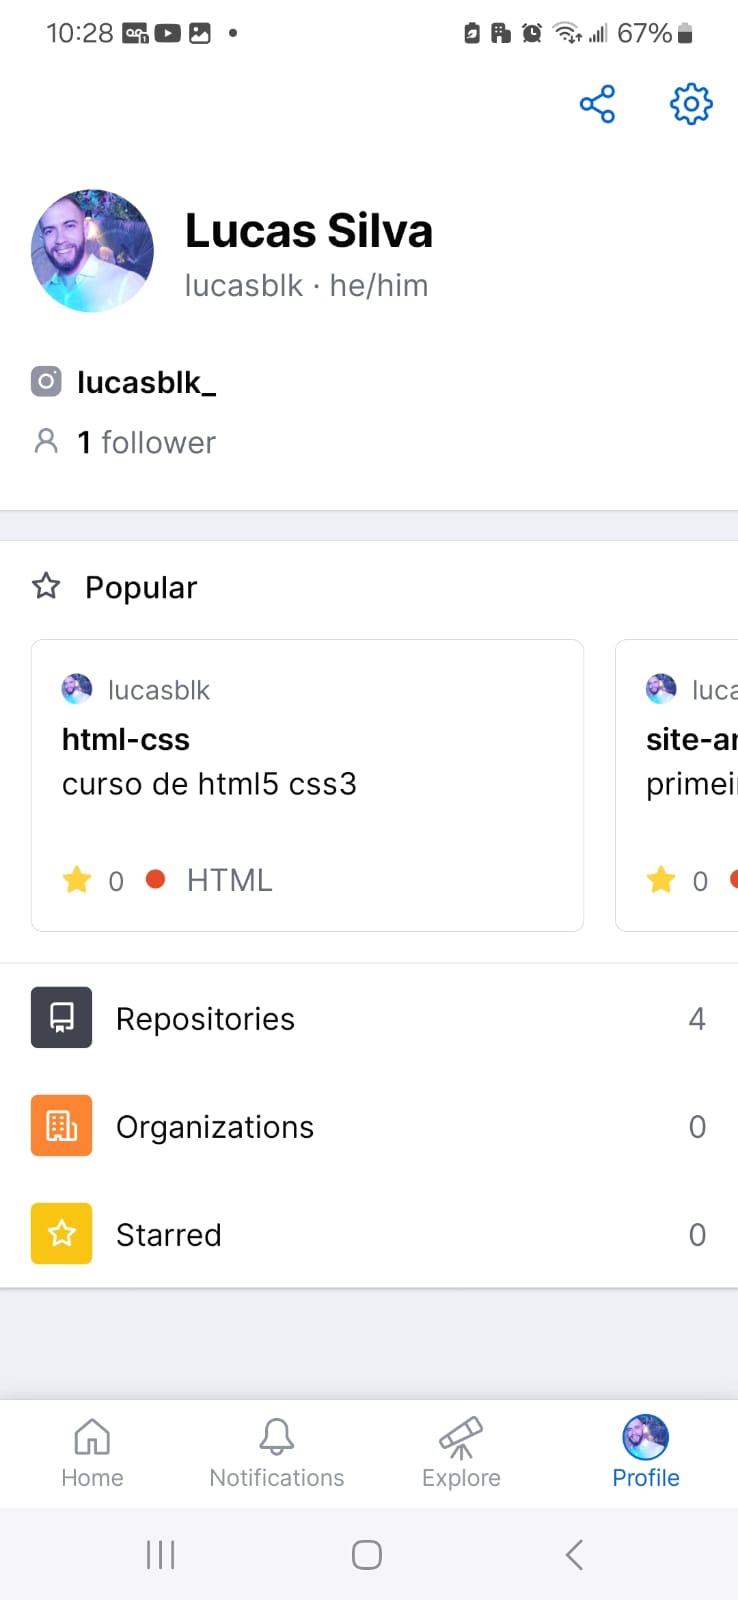 10:28 67%
Lucas Silva
lucasblk · he/him
lucasblk_
1 follower
Popular
lucasblk
html-css
curso de html5 css3
0 HTML
luca
site-ar
primei
0
Repositories 4
Organizations 0
Starred 0
Home Notifications Explore Profile